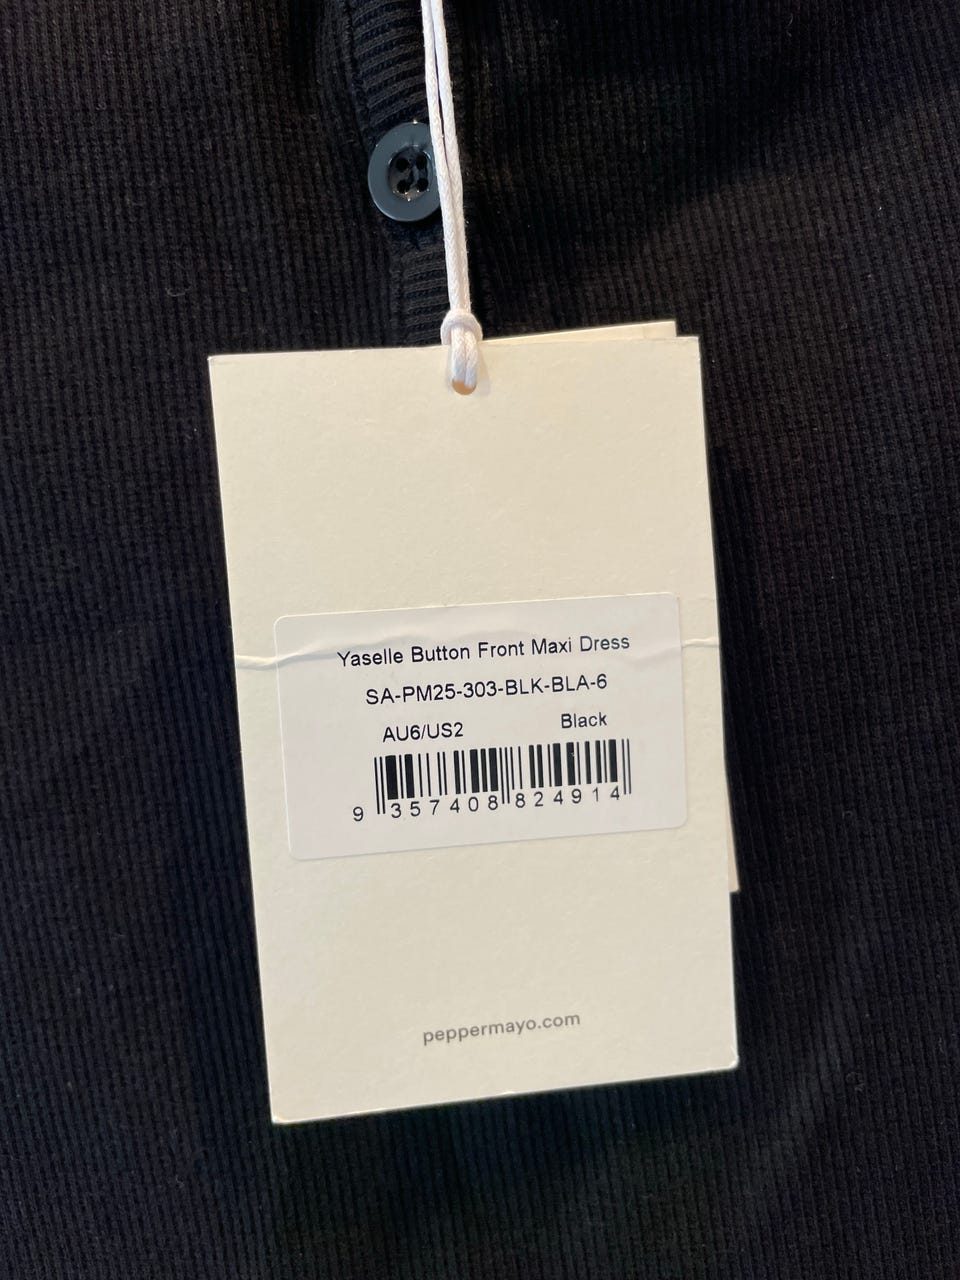 Yaselle Button Front Maxi Dress
SA-PM25-303-BLK-BLA-6
AU6/US2 Black
9 357408 824914
peppermayo.com